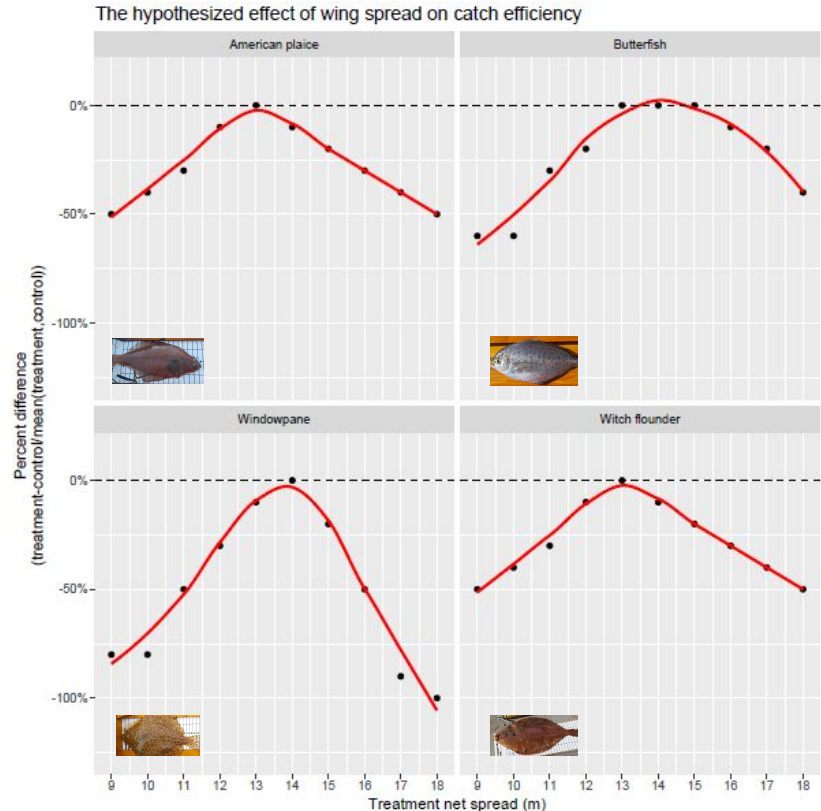 The hypothesized effect of wing spread on catch efficiency
American plaice
Butterfish
0%
-50%
-100%
Percent difference
(treatment-control/mean(treatment,control))
Windowpane
Witch flounder
0%
-50%
-100%
9 10 11 12 13 14 15 16 17 18
9 10 11 12 13 14 15 16 17 18
Treatment net spread (m)